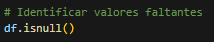 # Identificar valores faltantes
df.isnull()